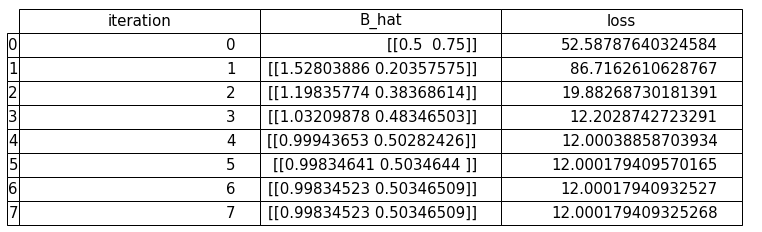 iteration B_hat loss
0 0 [[0.5  0.75]] 52.58787640324584
1 1 [[1.52803886 0.20357575]] 86.7162610628767
2 2 [[1.19835774 0.38368614]] 19.88268730181391
3 3 [[1.03209878 0.48346503]] 12.2028742723291
4 4 [[0.99943653 0.50282426]] 12.00038858703934
5 5 [[0.99834641 0.5034644 ]] 12.000179409570165
6 6 [[0.99834523 0.50346509]] 12.00017940932527
7 7 [[0.99834523 0.50346509]] 12.000179409325268